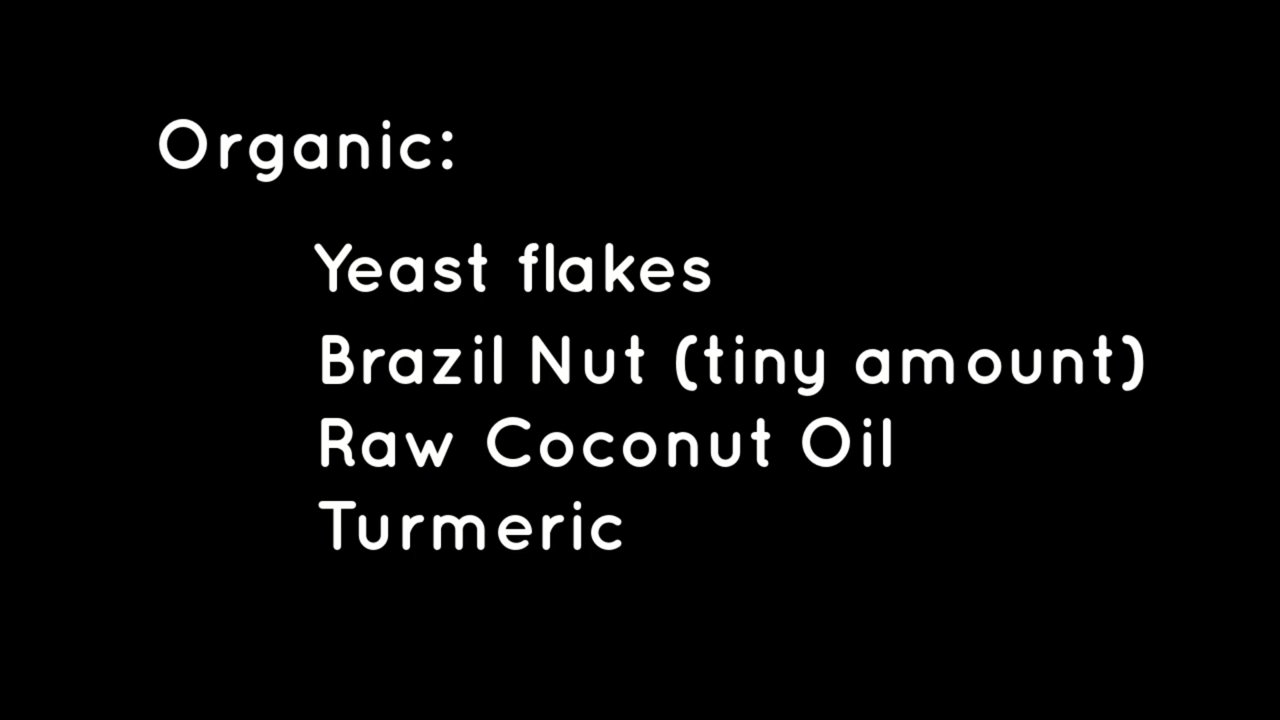 Organic:
Yeast flakes
Brazil Nut (tiny amount)
Raw Coconut Oil
Turmeric